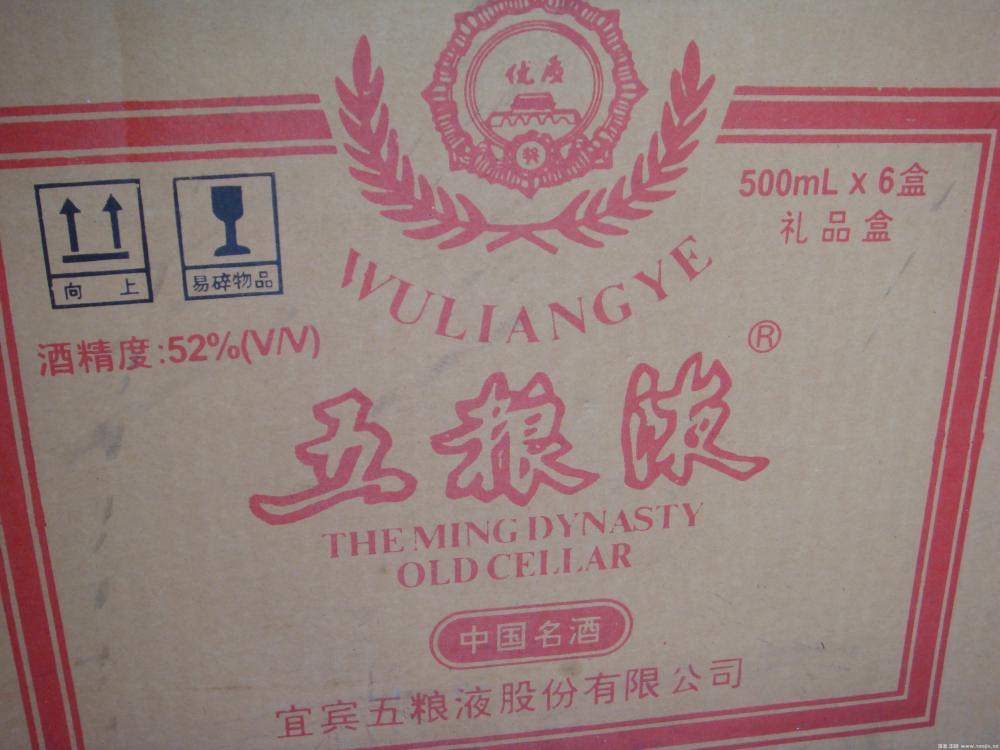 优质
500mL x 6盒
礼品盒
向 上
易碎物品
WULIANGYE
酒精度:52%(V/V)
®
五粮液
THE MING DYNASTY
OLD CELLAR
中国名酒
宜宾五粮液股份有限公司